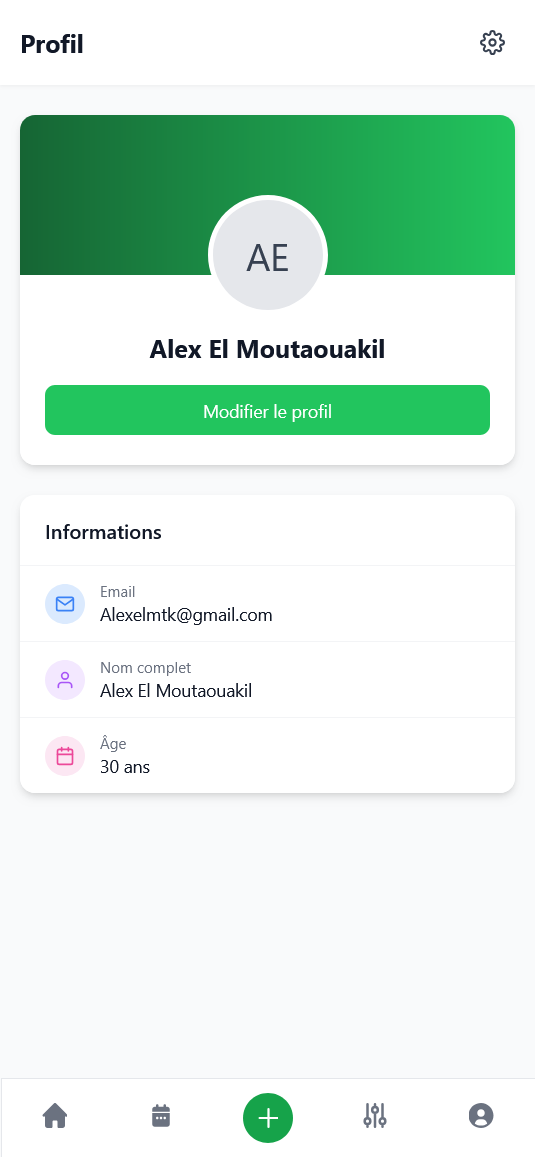 Profil
AE
Alex El Moutaouakil
Modifier le profil
Informations
Email
Alexelmtk@gmail.com
Nom complet
Alex El Moutaouakil
Âge
30 ans